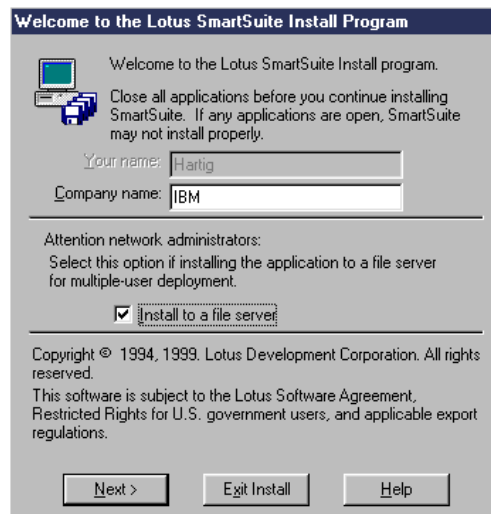 Welcome to the Lotus SmartSuite Install Program
Welcome to the Lotus SmartSuite Install program.
Close all applications before you continue installing
SmartSuite. If any applications are open, SmartSuite
may not install properly.
Your name: Hartig
Company name: IBM
Attention network administrators:
Select this option if installing the application to a file server
for multiple-user deployment.
Install to a file server
Copyright © 1994, 1999. Lotus Development Corporation. All rights
reserved.
This software is subject to the Lotus Software Agreement,
Restricted Rights for U.S. government users, and applicable export
regulations.
Next > Exit Install Help